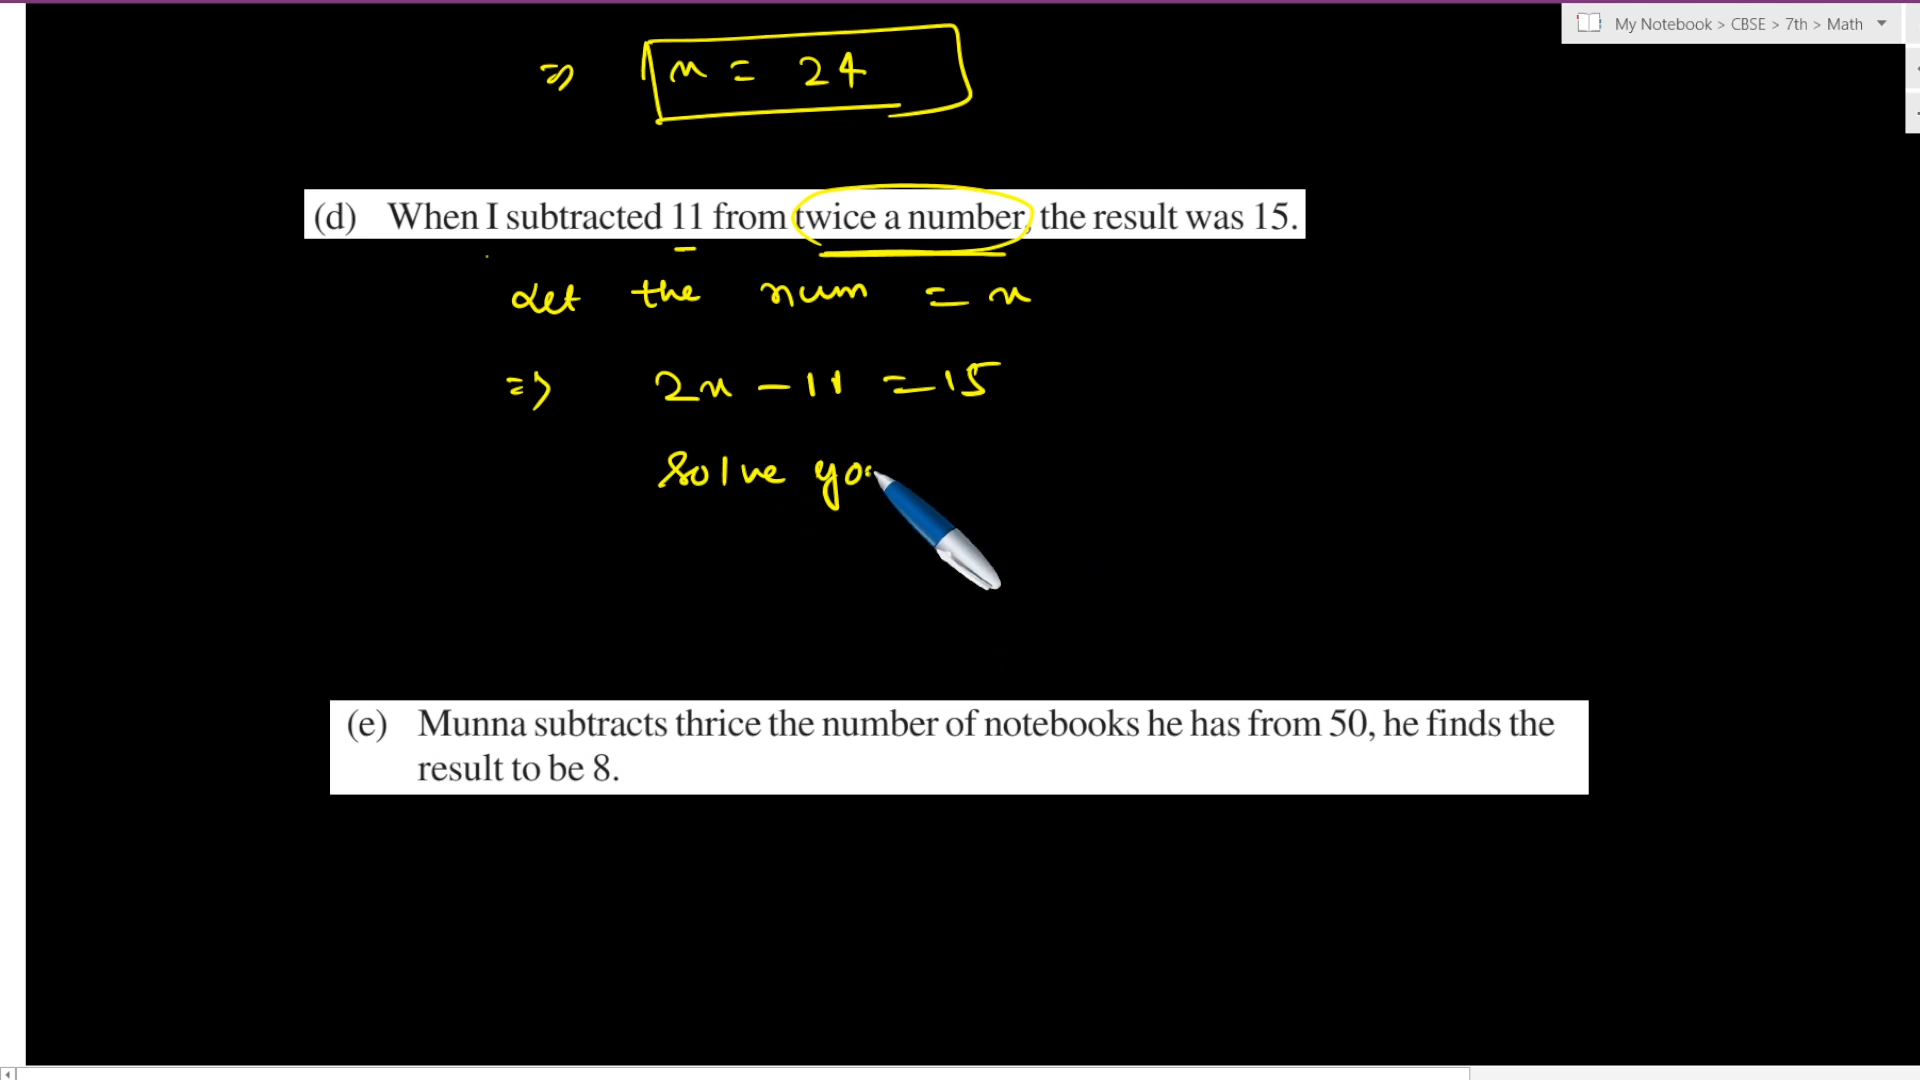 My Notebook > CBSE > 7th > Math
=> x = 24
(d) When I subtracted 11 from twice a number, the result was 15.
Let the num = x
=> 2x - 11 = 15
Solve you
(e) Munna subtracts thrice the number of notebooks he has from 50, he finds the
result to be 8.